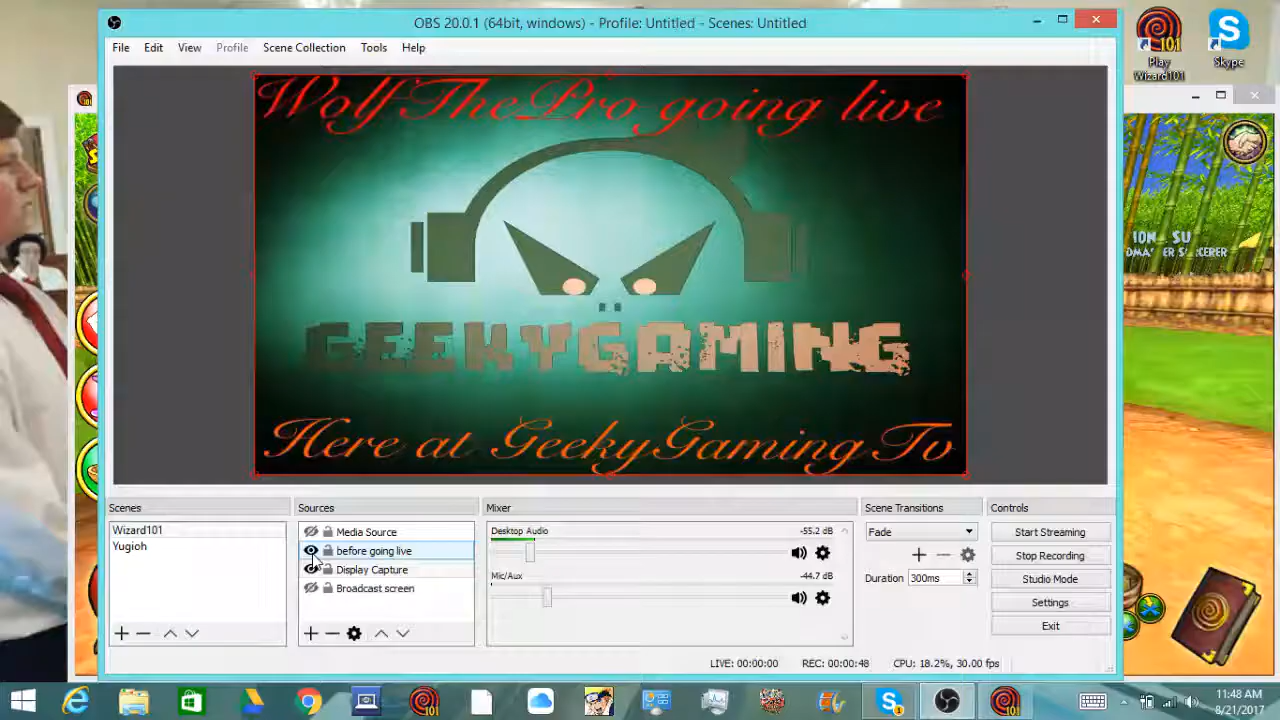 OBS 20.0.1 (64bit, windows) - Profile: Untitled - Scenes: Untitled
File Edit View Profile Scene Collection Tools Help
WolfThePro going live
GEEKYGAMING
Here at GeekyGaming Tv
Scenes
Wizard101
Yugioh
Sources
Media Source
before going live
Display Capture
Broadcast screen
Mixer
Desktop Audio -55.2 dB
Mic/Aux -44.7 dB
Scene Transitions
Fade
Duration 300ms
Controls
Start Streaming
Stop Recording
Studio Mode
Settings
Exit
LIVE: 00:00:00 REC: 00:00:48 CPU: 18.2%, 30.00 fps
101
Play
Wizard101
Skype
101
101
101
11:48 AM
8/21/2017